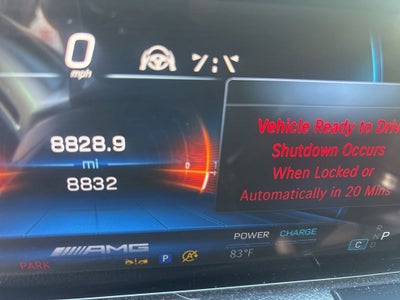 0
mph
8828.9
mi
8832
Vehicle Ready to Driv
Shutdown Occurs
When Locked or
Automatically in 20 Mins
POWER CHARGE
AMG
83°F
PARK
P
A
C
R
N
D
P